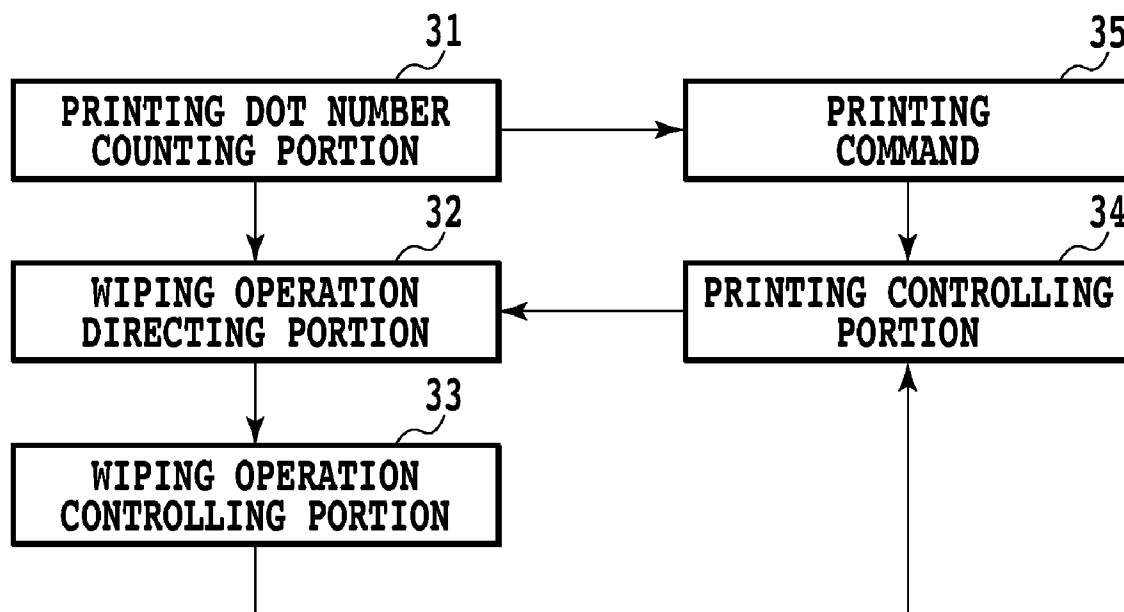 31
PRINTING DOT NUMBER
COUNTING PORTION
35
PRINTING
COMMAND
32
WIPING OPERATION
DIRECTING PORTION
34
PRINTING CONTROLLING
PORTION
33
WIPING OPERATION
CONTROLLING PORTION